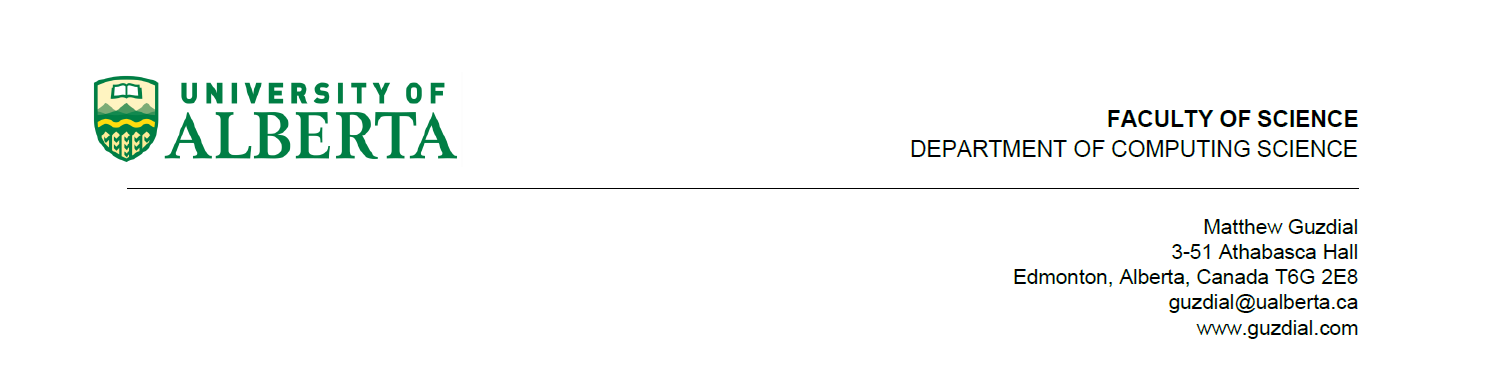 UNIVERSITY OF
ALBERTA
FACULTY OF SCIENCE
DEPARTMENT OF COMPUTING SCIENCE
Matthew Guzdial
3-51 Athabasca Hall
Edmonton, Alberta, Canada T6G 2E8
guzdial@ualberta.ca
www.guzdial.com